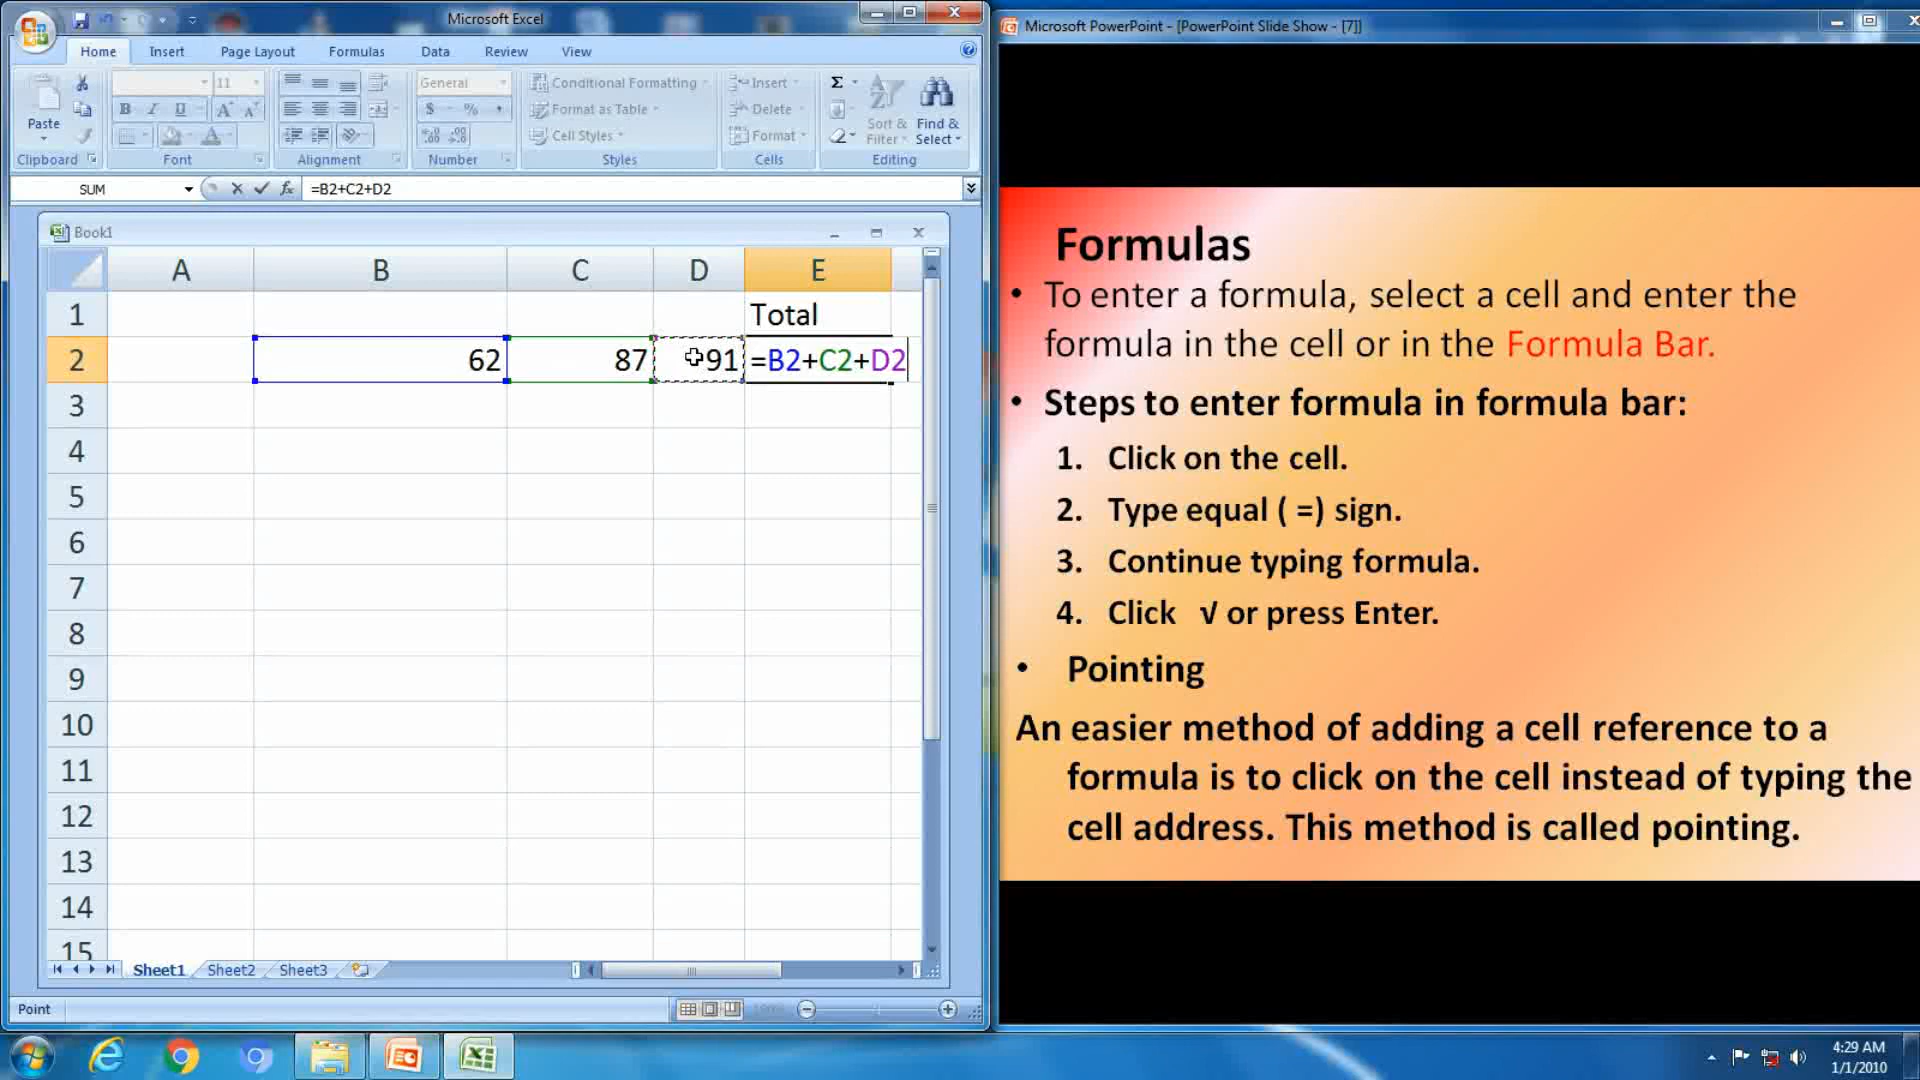 Microsoft Excel
Home Insert Page Layout Formulas Data Review View
Paste
11
General
Conditional Formatting
Format as Table
Cell Styles
Insert
Delete
Format
Sort & Filter
Find & Select
Clipboard Font Alignment Number Styles Cells Editing
SUM =B2+C2+D2
Book1
A B C D E
1 Total
2 62 87 91 =B2+C2+D2
3
4
5
6
7
8
9
10
11
12
13
14
15
Sheet1 Sheet2 Sheet3
Point
Microsoft PowerPoint - [PowerPoint Slide Show - [7]]
Formulas
• To enter a formula, select a cell and enter the
formula in the cell or in the Formula Bar.
• Steps to enter formula in formula bar:
1. Click on the cell.
2. Type equal ( =) sign.
3. Continue typing formula.
4. Click √ or press Enter.
• Pointing
An easier method of adding a cell reference to a
formula is to click on the cell instead of typing the
cell address. This method is called pointing.
4:29 AM
1/1/2010